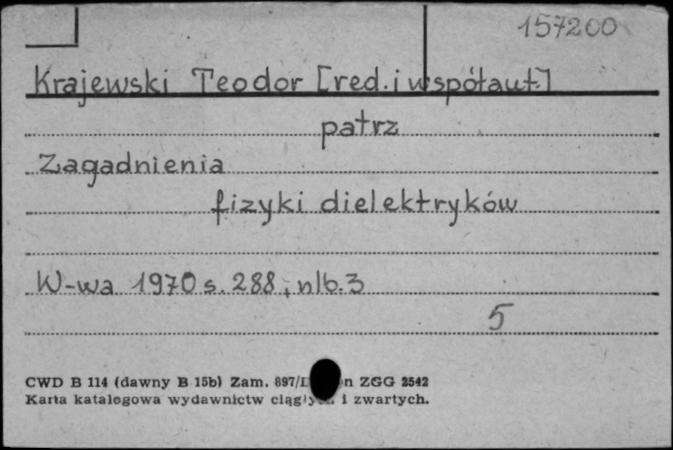 157200
Krajewski Teodor [red. i współaut.]
patrz
Zagadnienia
fizyki dielektryków
W-wa 1970 s. 288, nlb. 3
5
CWD B 114 (dawny B 15b) Zam. 897/ ZGG 2542
Karta katalogowa wydawnictw i zwartych.